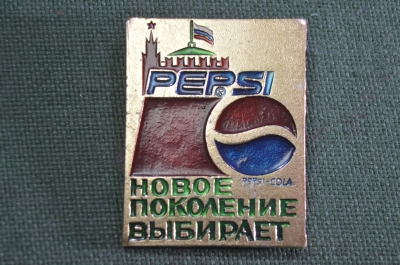 PEPSI
®
PEPSI-COLA
НОВОЕ
ПОКОЛЕНИЕ
ВЫБИРАЕТ